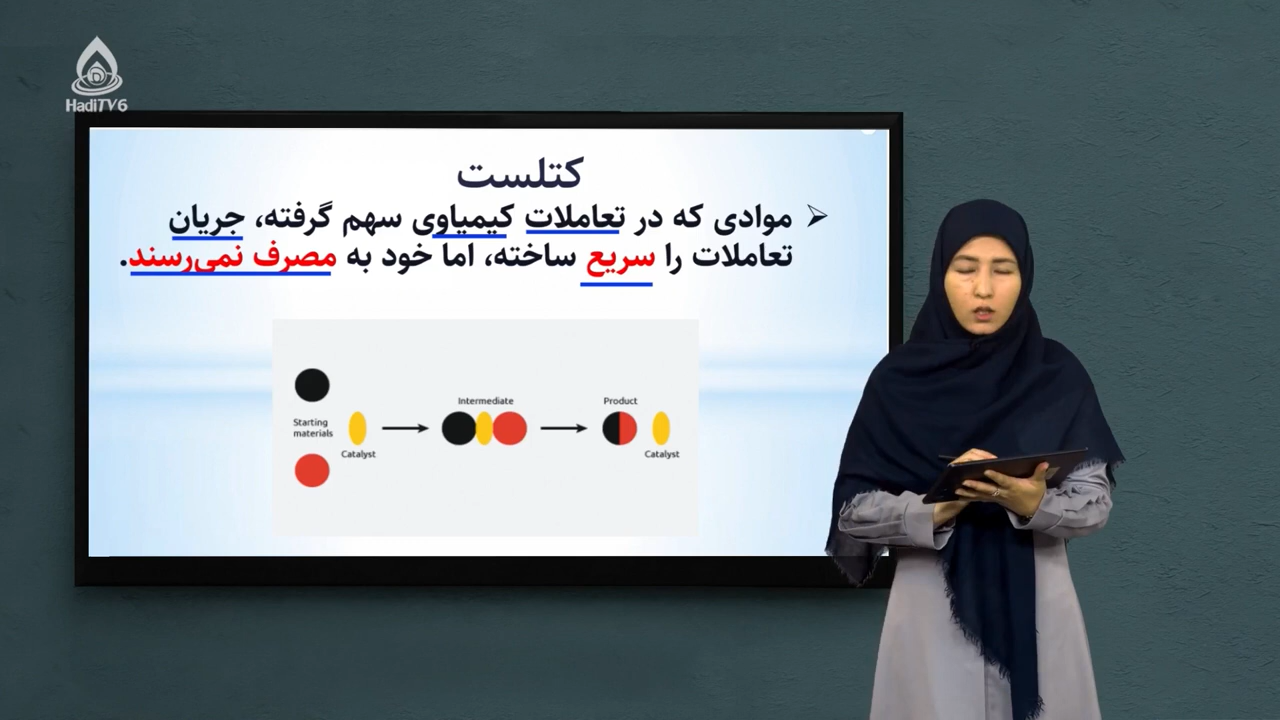 HadiTV6
کتلست
➢ موادی که در تعاملات کیمیاوی سهم گرفته، جریان
تعاملات را سریع ساخته، اما خود به مصرف نمی‌رسند.
Starting
materials
Catalyst
Intermediate
Product
Catalyst